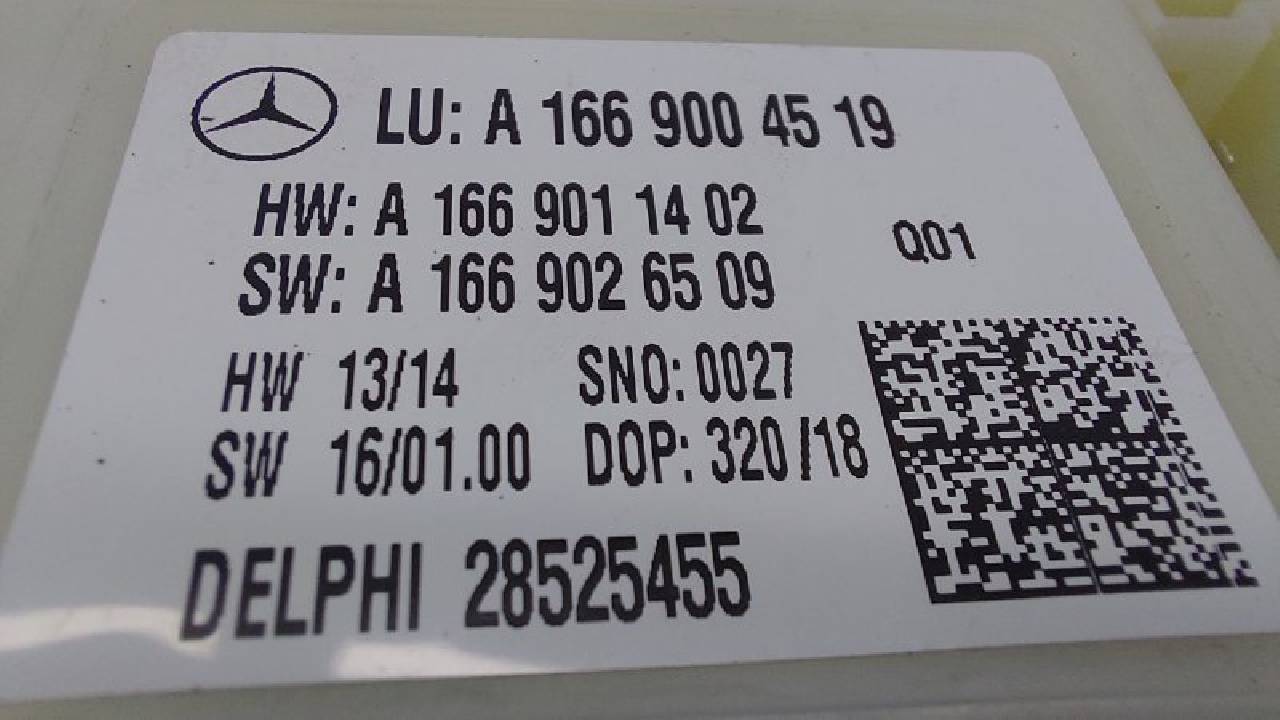 LU: A 166 900 45 19
HW: A 166 901 14 02
Q01
SW: A 166 902 65 09
HW 13/14 SNO: 0027
SW 16/01.00 DOP: 320/18
DELPHI 28525455